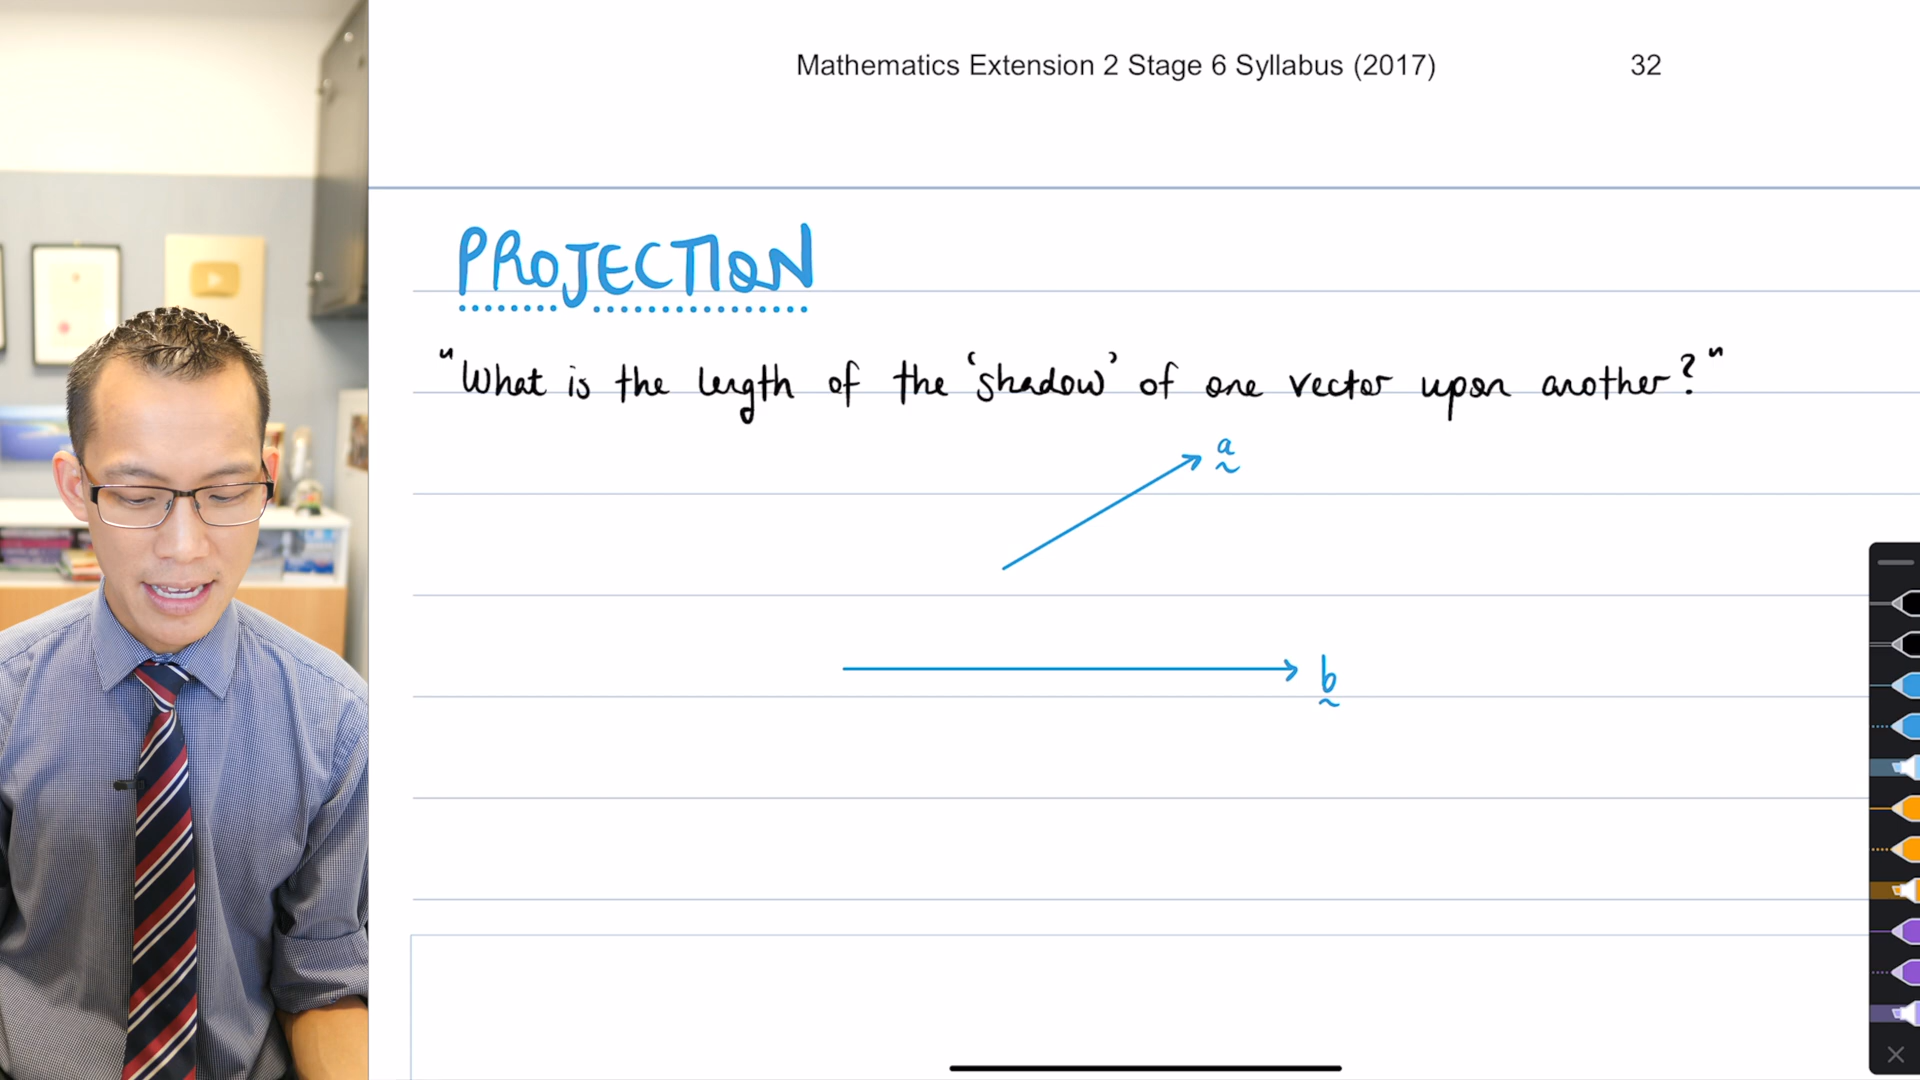 Mathematics Extension 2 Stage 6 Syllabus (2017) 32
PROJECTION
"What is the length of the 'shadow' of one vector upon another?"
a
~
b
~